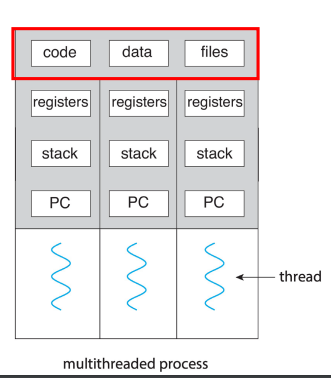 code data files
registers registers registers
stack stack stack
PC PC PC
thread
multithreaded process